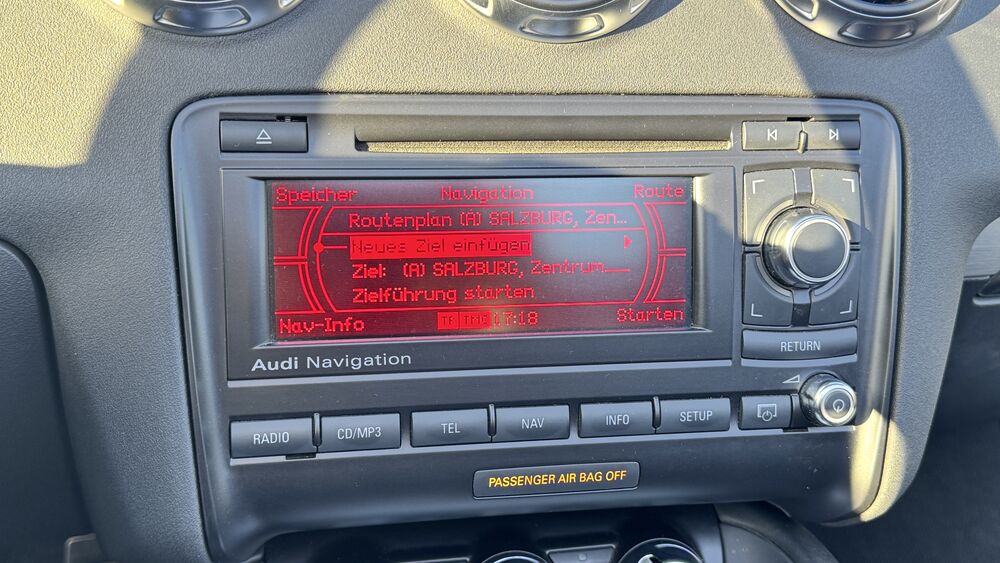 Speicher Navigation Route
Routenplan (A) SALZBURG, Zen...
Neues Ziel einfügen
Ziel: (A) SALZBURG, Zentrum
Zielführung starten
Nav-Info TP TMC 17:18 Starten
Audi Navigation
RETURN
RADIO CD/MP3 TEL NAV INFO SETUP
PASSENGER AIR BAG OFF